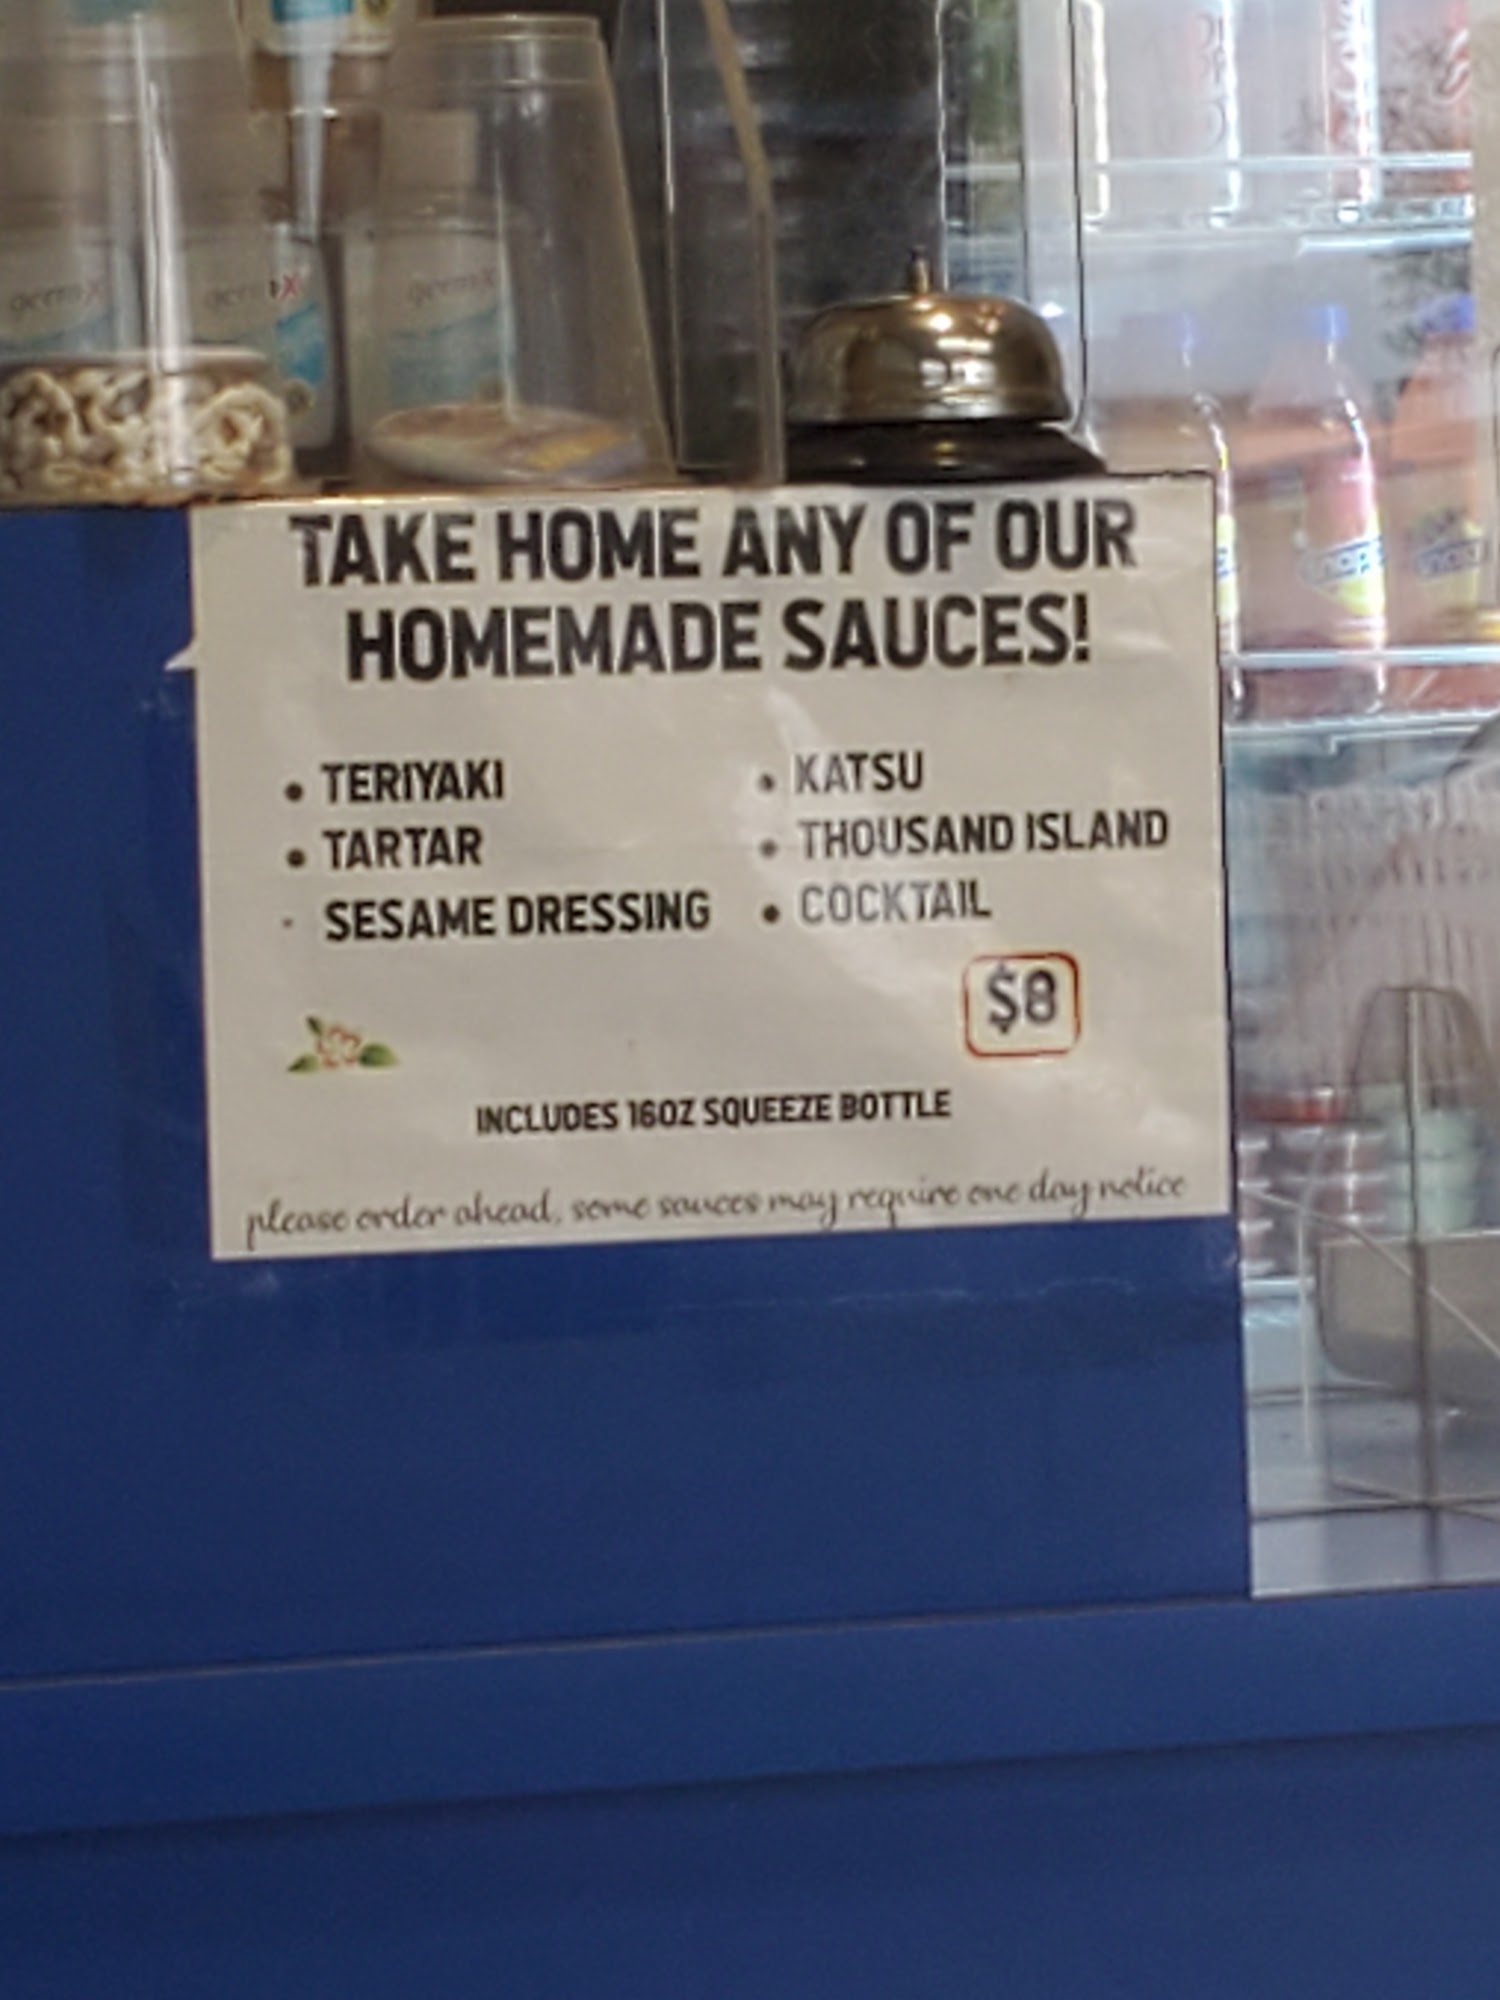 TAKE HOME ANY OF OUR
HOMEMADE SAUCES!
• TERIYAKI
• TARTAR
· SESAME DRESSING
• KATSU
• THOUSAND ISLAND
• COCKTAIL
$8
INCLUDES 16OZ SQUEEZE BOTTLE
please order ahead, some sauces may require one day notice